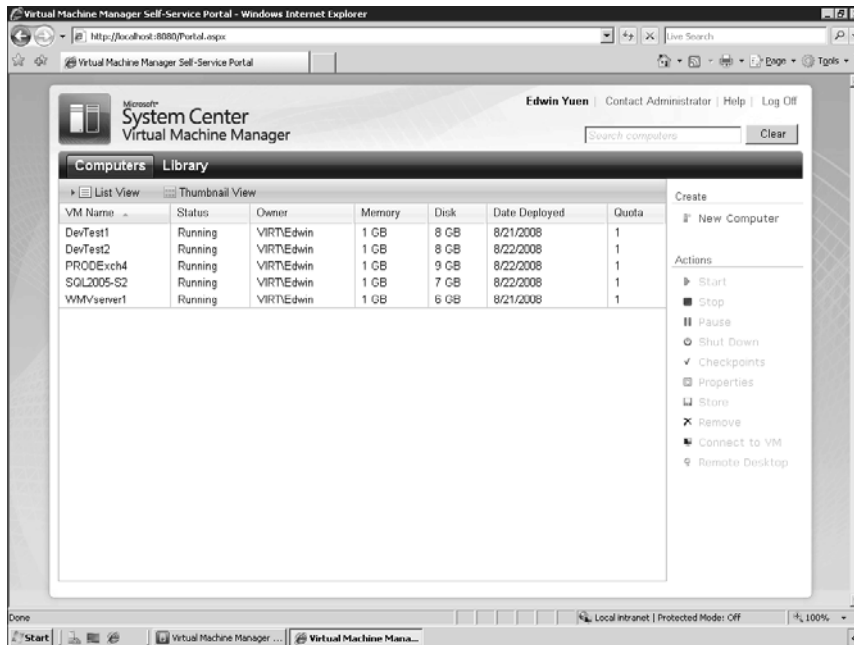 Virtual Machine Manager Self-Service Portal - Windows Internet Explorer
http://localhost:8080/Portal.aspx
Live Search
Virtual Machine Manager Self-Service Portal
Page
Tools
Edwin Yuen | Contact Administrator | Help | Log Off
Microsoft
System Center
Virtual Machine Manager
Search computers
Clear
Computers
Library
List View
Thumbnail View
VM Name Status Owner Memory Disk Date Deployed Quota
DevTest1 Running VIRT\Edwin 1 GB 8 GB 8/21/2008 1
DevTest2 Running VIRT\Edwin 1 GB 8 GB 8/22/2008 1
PRODExch4 Running VIRT\Edwin 1 GB 9 GB 8/22/2008 1
SQL2005-S2 Running VIRT\Edwin 1 GB 7 GB 8/22/2008 1
WMVserver1 Running VIRT\Edwin 1 GB 6 GB 8/21/2008 1
Create
New Computer
Actions
Start
Stop
Pause
Shut Down
Checkpoints
Properties
Store
Remove
Connect to VM
Remote Desktop
Done
Local intranet | Protected Mode: Off
100%
Start
Virtual Machine Manager ...
Virtual Machine Mana...